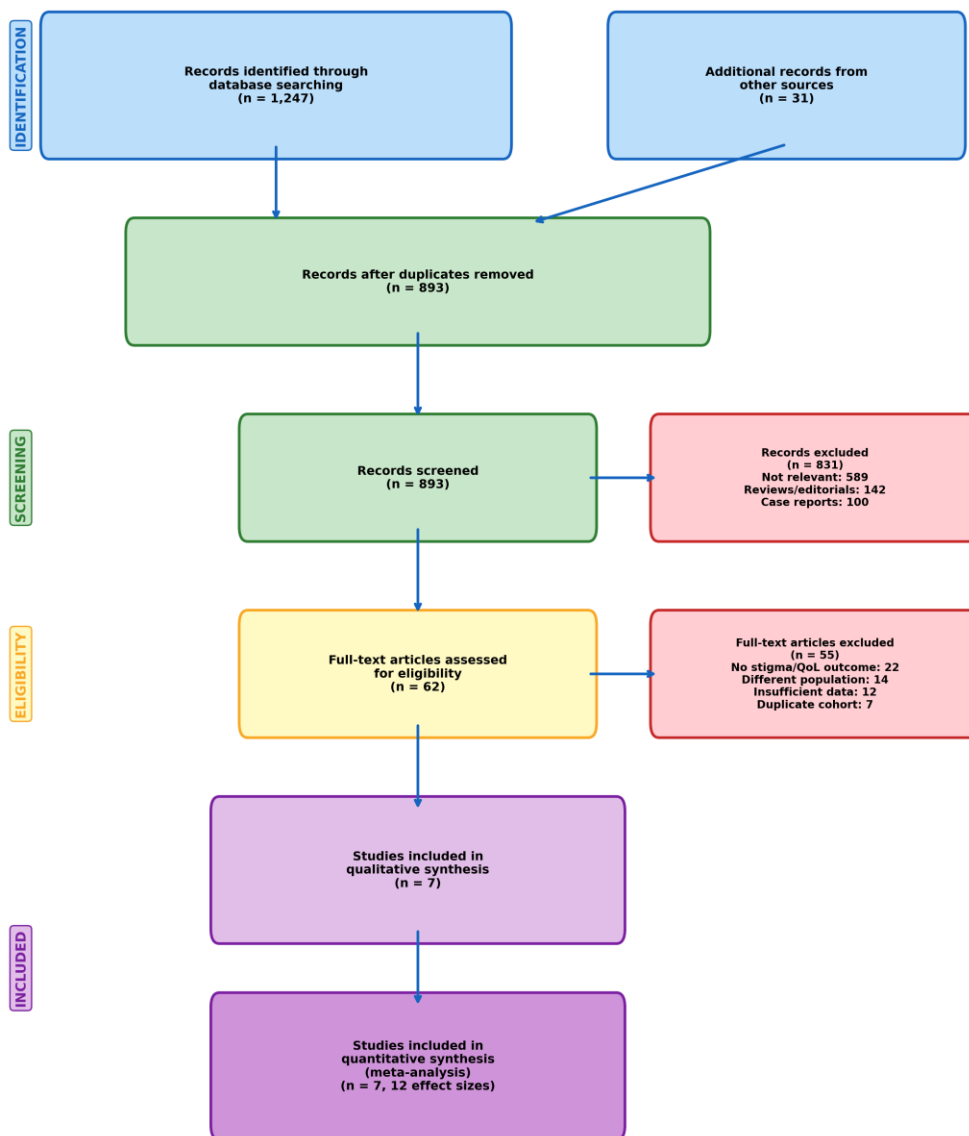 IDENTIFICATION
Records identified through
database searching
(n = 1,247)
Additional records from
other sources
(n = 31)
Records after duplicates removed
(n = 893)
SCREENING
Records screened
(n = 893)
Records excluded
(n = 831)
Not relevant: 589
Reviews/editorials: 142
Case reports: 100
ELIGIBILITY
Full-text articles assessed
for eligibility
(n = 62)
Full-text articles excluded
(n = 55)
No stigma/QoL outcome: 22
Different population: 14
Insufficient data: 12
Duplicate cohort: 7
INCLUDED
Studies included in
qualitative synthesis
(n = 7)
Studies included in
quantitative synthesis
(meta-analysis)
(n = 7, 12 effect sizes)